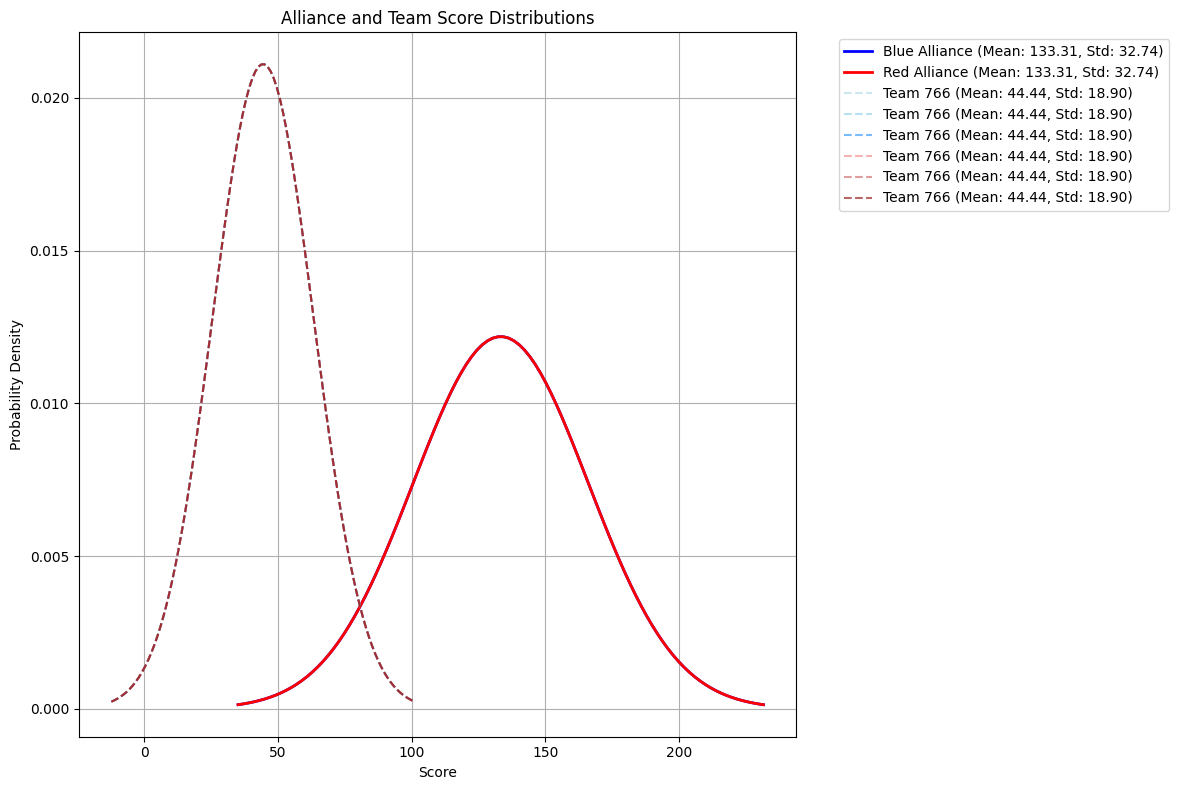 Alliance and Team Score Distributions
Blue Alliance (Mean: 133.31, Std: 32.74)
Red Alliance (Mean: 133.31, Std: 32.74)
Team 766 (Mean: 44.44, Std: 18.90)
Team 766 (Mean: 44.44, Std: 18.90)
Team 766 (Mean: 44.44, Std: 18.90)
Team 766 (Mean: 44.44, Std: 18.90)
Team 766 (Mean: 44.44, Std: 18.90)
Team 766 (Mean: 44.44, Std: 18.90)
Probability Density
0.020
0.015
0.010
0.005
0.000
0 50 100 150 200
Score